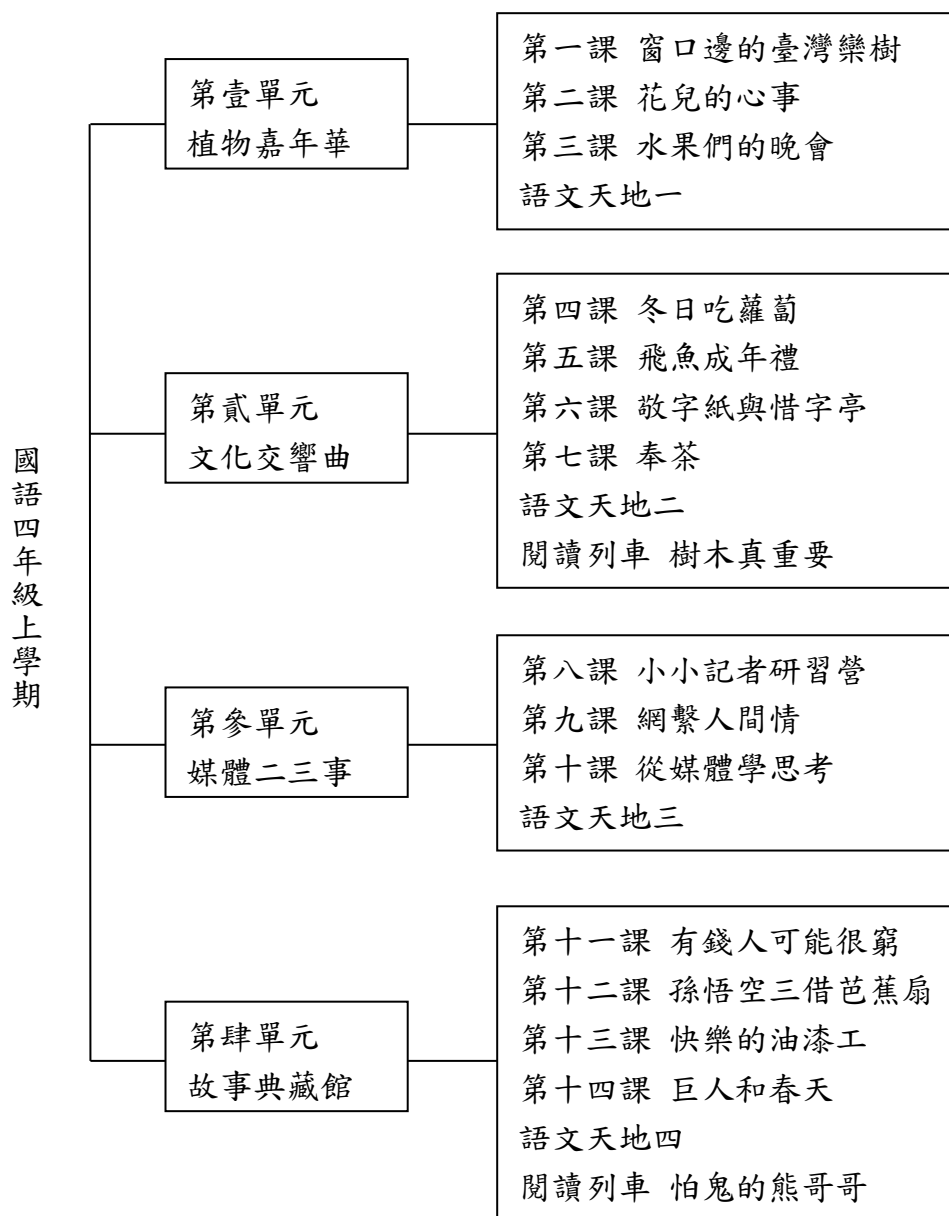 國語四年級上學期
第壹單元
植物嘉年華
第一課 窗口邊的臺灣欒樹
第二課 花兒的心事
第三課 水果們的晚會
語文天地一
第貳單元
文化交響曲
第四課 冬日吃蘿蔔
第五課 飛魚成年禮
第六課 敬字紙與惜字亭
第七課 奉茶
語文天地二
閱讀列車 樹木真重要
第參單元
媒體二三事
第八課 小小記者研習營
第九課 網繫人間情
第十課 從媒體學思考
語文天地三
第肆單元
故事典藏館
第十一課 有錢人可能很窮
第十二課 孫悟空三借芭蕉扇
第十三課 快樂的油漆工
第十四課 巨人和春天
語文天地四
閱讀列車 怕鬼的熊哥哥